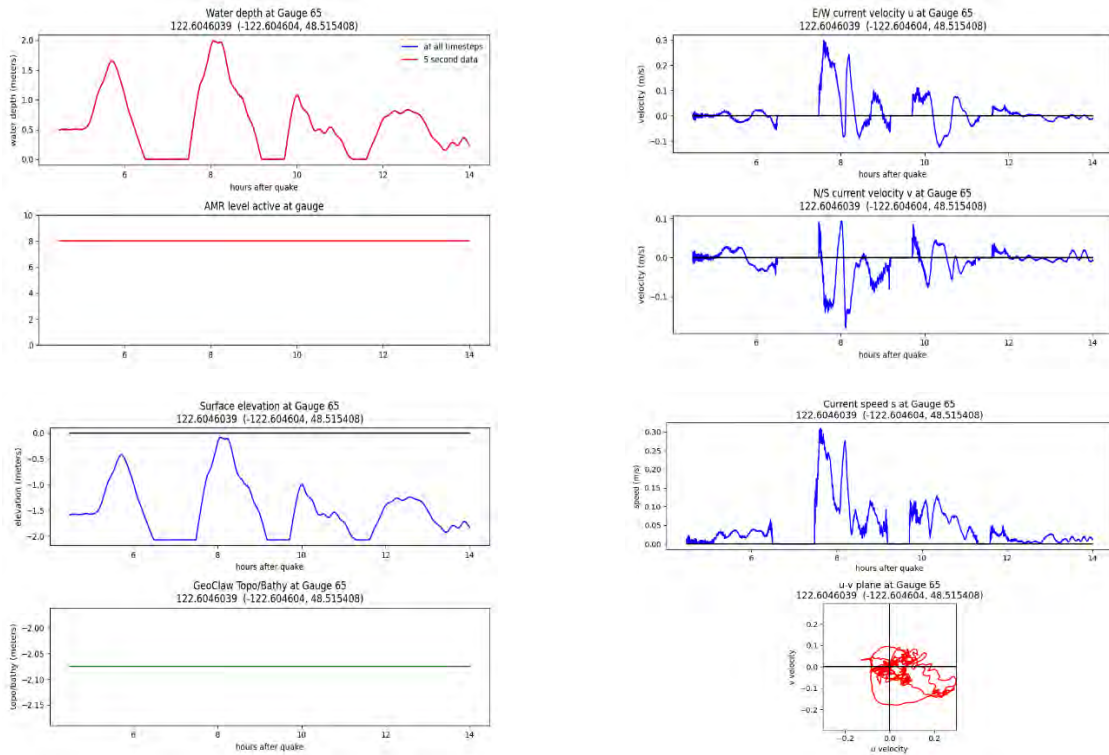 Water depth at Gauge 65
122.6046039 (-122.604604, 48.515408)
at all timesteps
5 second data
water depth (meters)
2.0
1.5
1.0
0.5
0.0
6 8 10 12 14
hours after quake
AMR level active at gauge
10
8
6
4
2
0
6 8 10 12 14
hours after quake
Surface elevation at Gauge 65
122.6046039 (-122.604604, 48.515408)
elevation (meters)
0.0
−0.5
−1.0
−1.5
−2.0
6 8 10 12 14
hours after quake
GeoClaw Topo/Bathy at Gauge 65
122.6046039 (-122.604604, 48.515408)
topo/bathy (meters)
−2.00
−2.05
−2.10
−2.15
6 8 10 12 14
hours after quake
E/W current velocity u at Gauge 65
122.6046039 (-122.604604, 48.515408)
velocity (m/s)
0.3
0.2
0.1
0.0
−0.1
6 8 10 12 14
hours after quake
N/S current velocity v at Gauge 65
122.6046039 (-122.604604, 48.515408)
velocity (m/s)
0.1
0.0
−0.1
6 8 10 12 14
hours after quake
Current speed s at Gauge 65
122.6046039 (-122.604604, 48.515408)
speed (m/s)
0.30
0.25
0.20
0.15
0.10
0.05
0.00
6 8 10 12 14
hours after quake
u-v plane at Gauge 65
122.6046039 (-122.604604, 48.515408)
v velocity
0.2
0.1
0.0
−0.1
−0.2
−0.2 0.0 0.2
u velocity